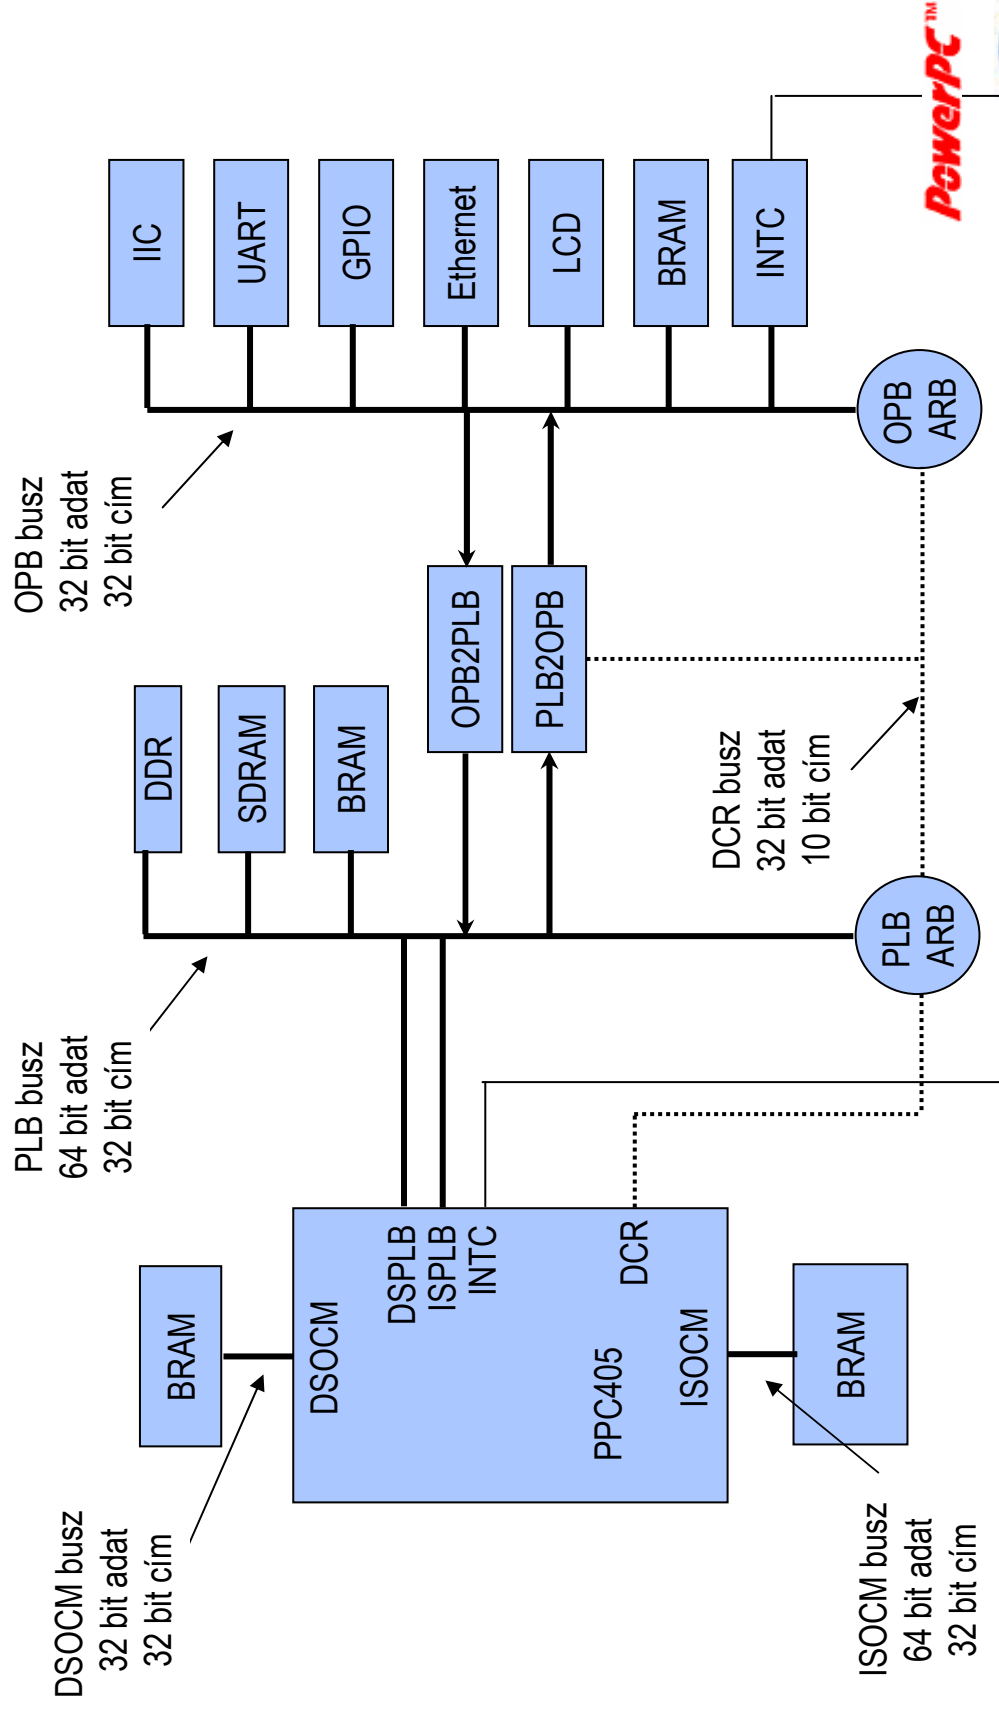 DSOCM busz
32 bit adat
32 bit cím
PLB busz
64 bit adat
32 bit cím
OPB busz
32 bit adat
32 bit cím
BRAM
DDR
SDRAM
BRAM
IIC
UART
GPIO
Ethernet
LCD
BRAM
INTC
DSOCM
DSPLB
ISPLB
INTC
PPC405
DCR
ISOCM
OPB2PLB
PLB2OPB
DCR busz
32 bit adat
10 bit cím
BRAM
ISOCM busz
64 bit adat
32 bit cím
PLB
ARB
OPB
ARB
PowerPC™